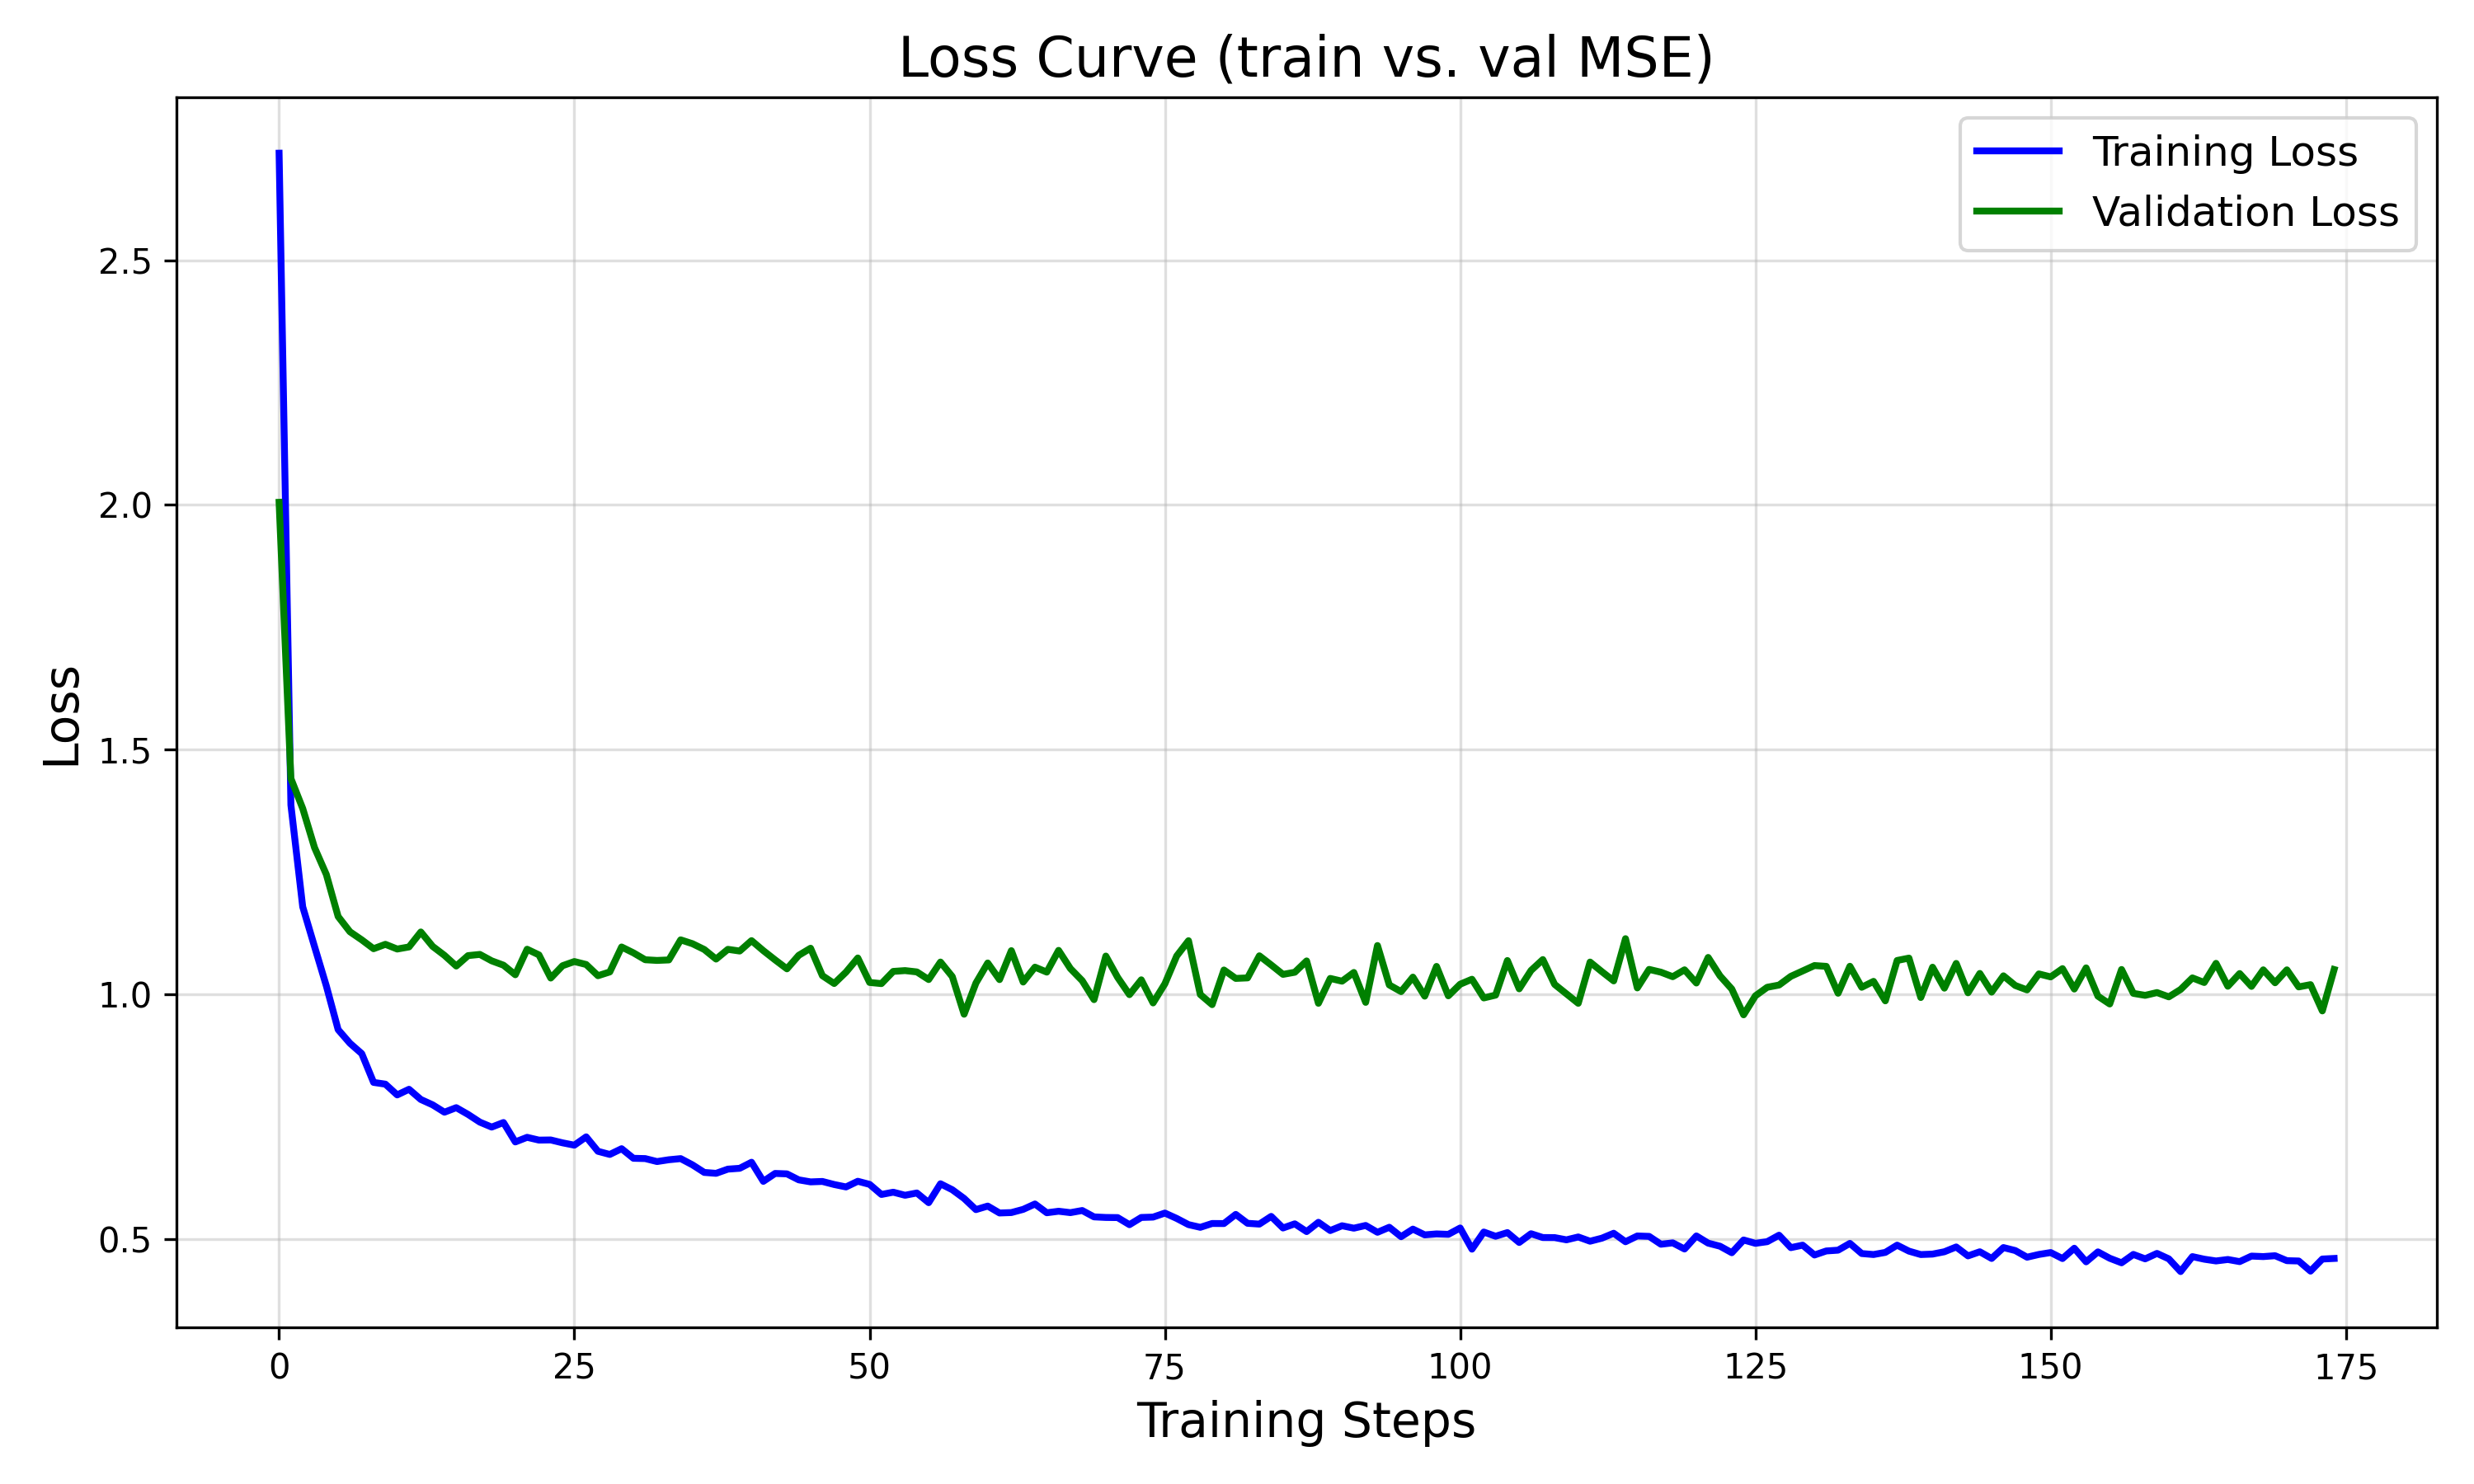 Loss Curve (train vs. val MSE)
Training Loss
Validation Loss
2.5
2.0
1.5
1.0
0.5
Loss
0 25 50 75 100 125 150 175
Training Steps